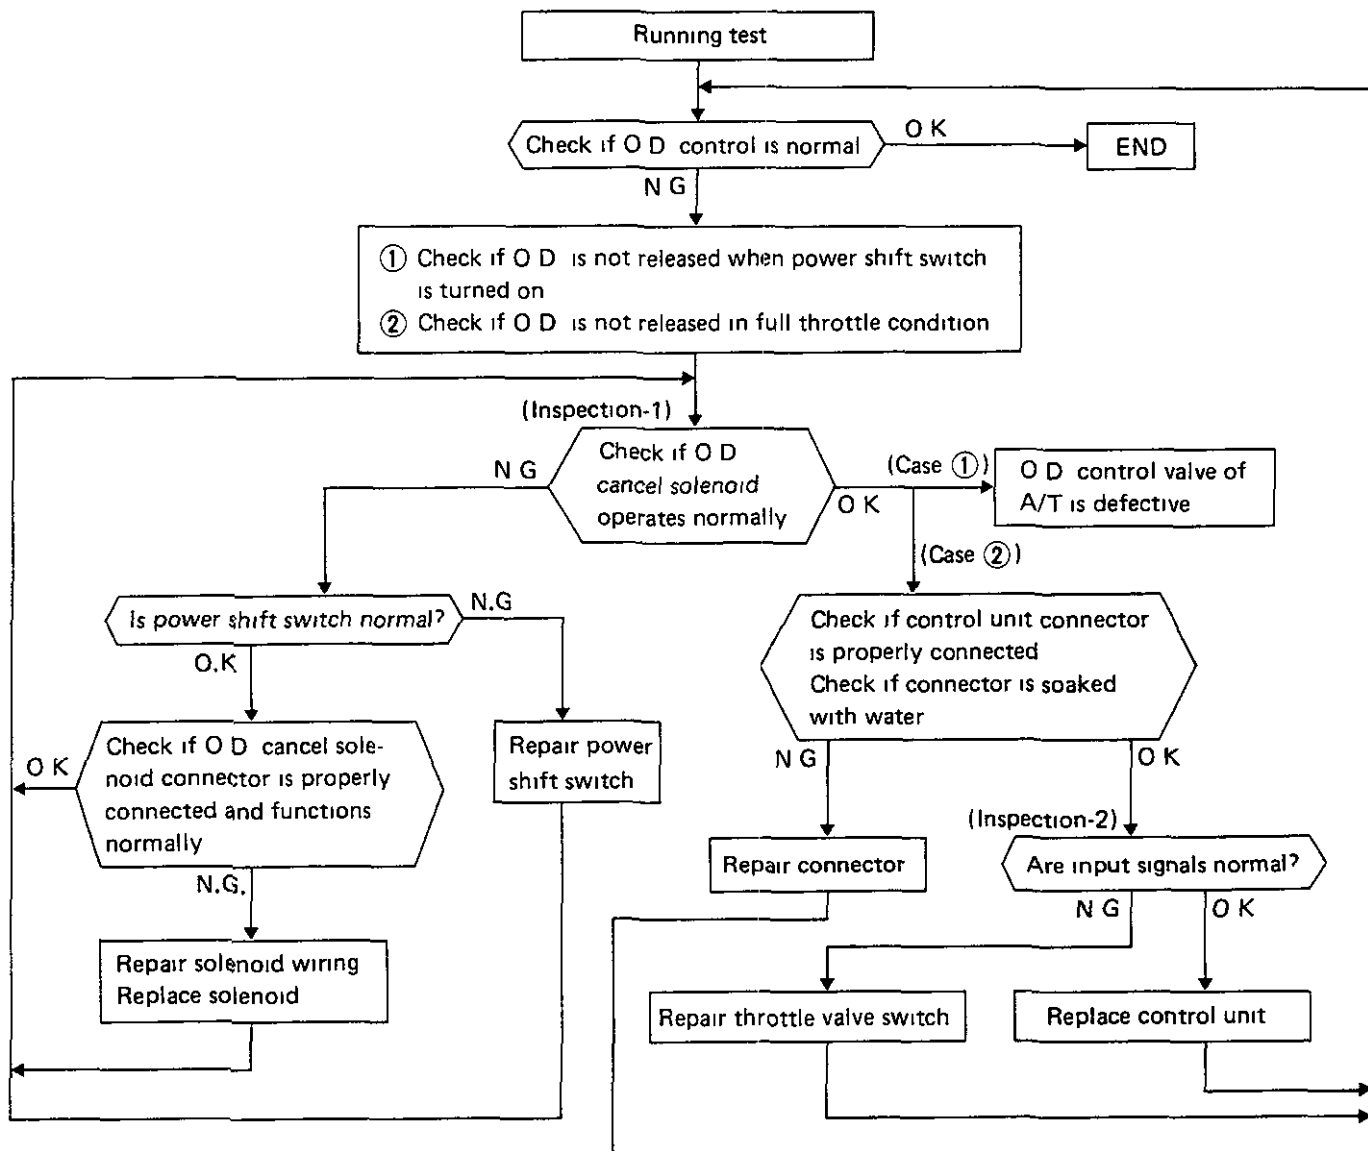 Running test
Check if O D control is normal
O K
END
N G
① Check if O D is not released when power shift switch
is turned on
② Check if O D is not released in full throttle condition
(Inspection-1)
Check if O D
cancel solenoid
operates normally
N G
O K
(Case ①)
O D control valve of
A/T is defective
(Case ②)
Is power shift switch normal?
N.G
O.K
Check if control unit connector
is properly connected
Check if connector is soaked
with water
Check if O D cancel sole-
noid connector is properly
connected and functions
normally
O K
Repair power
shift switch
N G
O K
(Inspection-2)
N.G.
Repair connector
Are input signals normal?
N G
O K
Repair solenoid wiring
Replace solenoid
Repair throttle valve switch
Replace control unit